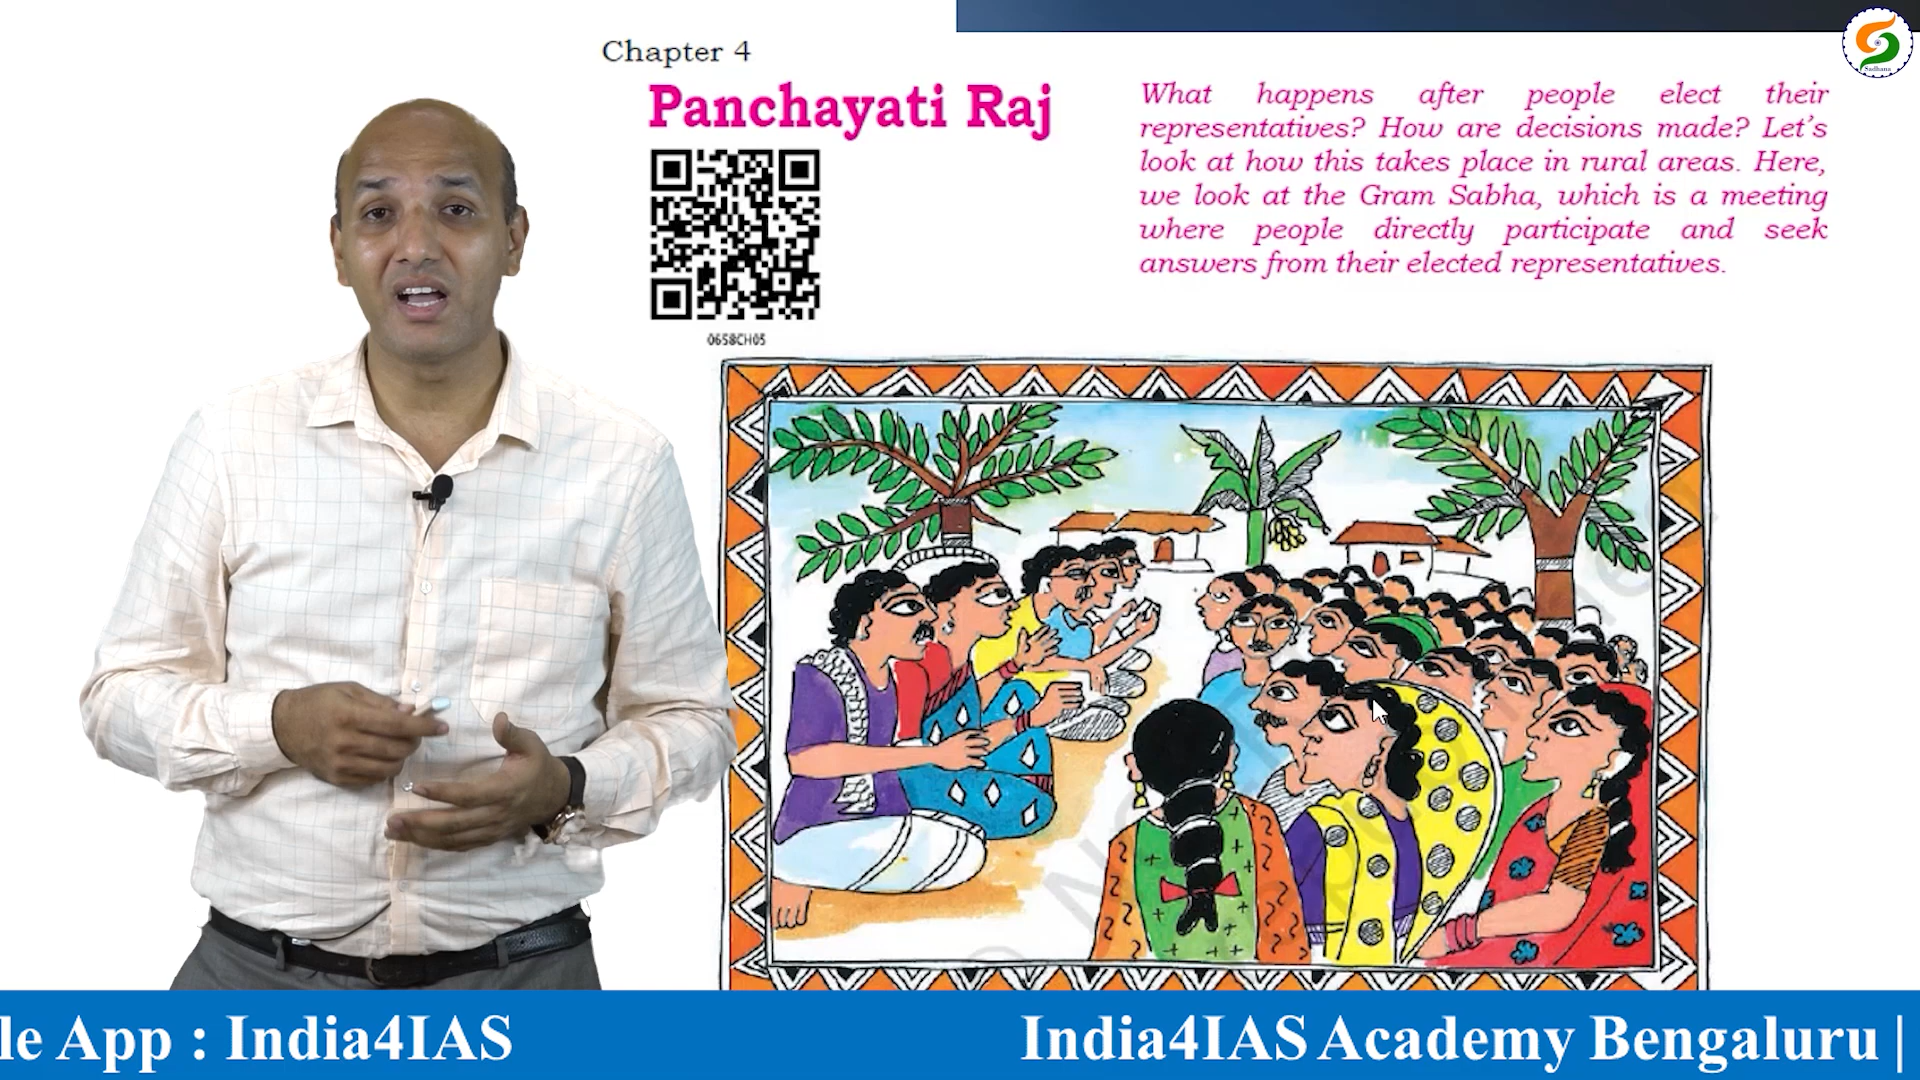 Chapter 4
Panchayati Raj
0658CH05
What happens after people elect their
representatives? How are decisions made? Let's
look at how this takes place in rural areas. Here,
we look at the Gram Sabha, which is a meeting
where people directly participate and seek
answers from their elected representatives.
Sadhana
le App : India4IAS
India4IAS Academy Bengaluru |